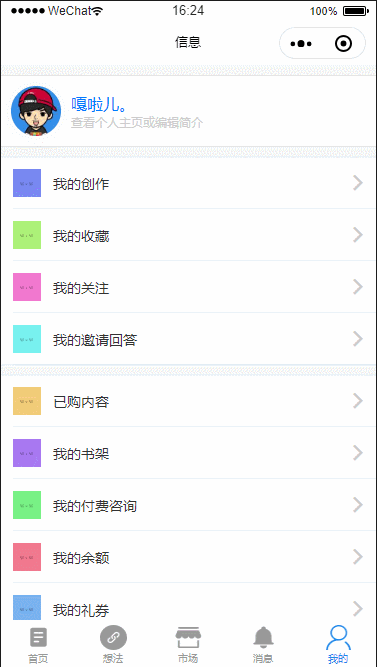 WeChat 16:24 100%
信息
嘎啦儿。
查看个人主页或编辑简介
我的创作
我的收藏
我的关注
我的邀请回答
已购内容
我的书架
我的付费咨询
我的余额
我的礼券
首页 想法 市场 消息 我的